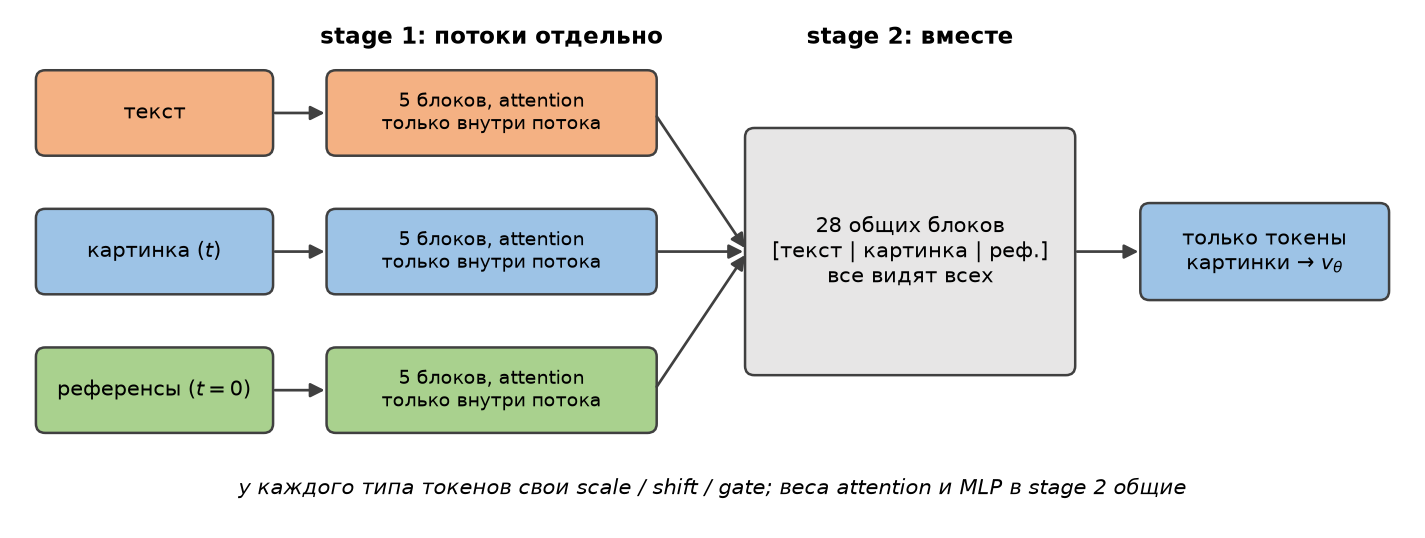 stage 1: потоки отдельно
stage 2: вместе
текст
5 блоков, attention
только внутри потока
картинка (t)
5 блоков, attention
только внутри потока
референсы (t = 0)
5 блоков, attention
только внутри потока
28 общих блоков
[текст | картинка | реф.]
все видят всех
только токены
картинки → vθ
у каждого типа токенов свои scale / shift / gate; веса attention и MLP в stage 2 общие